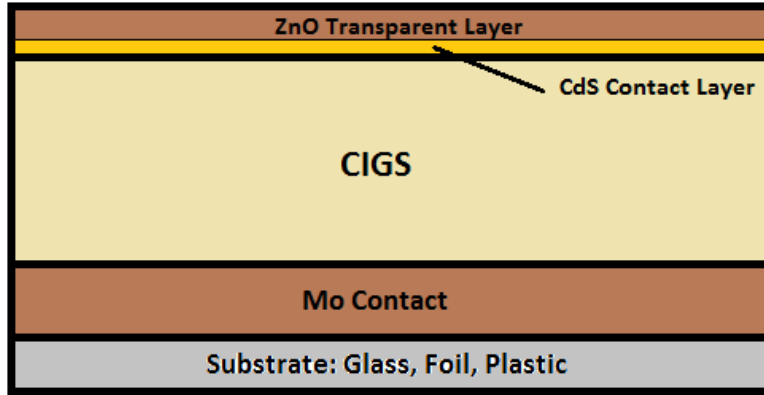 ZnO Transparent Layer
CdS Contact Layer
CIGS
Mo Contact
Substrate: Glass, Foil, Plastic